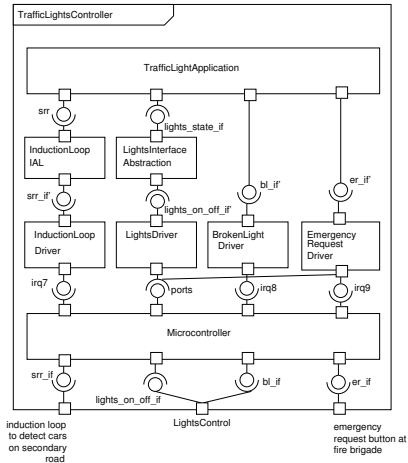 TrafficLightsController
TrafficLightApplication
srr
lights_state_if
InductionLoop
IAL
LightsInterface
Abstraction
srr_if'
lights_on_off_if'
bl_if'
er_if'
InductionLoop
Driver
LightsDriver
BrokenLight
Driver
Emergency
Request
Driver
irq7
ports
irq8
irq9
Microcontroller
srr_if
lights_on_off_if
bl_if
er_if
LightsControl
induction loop
to detect cars
on secondary
road
emergency
request button at
fire brigade